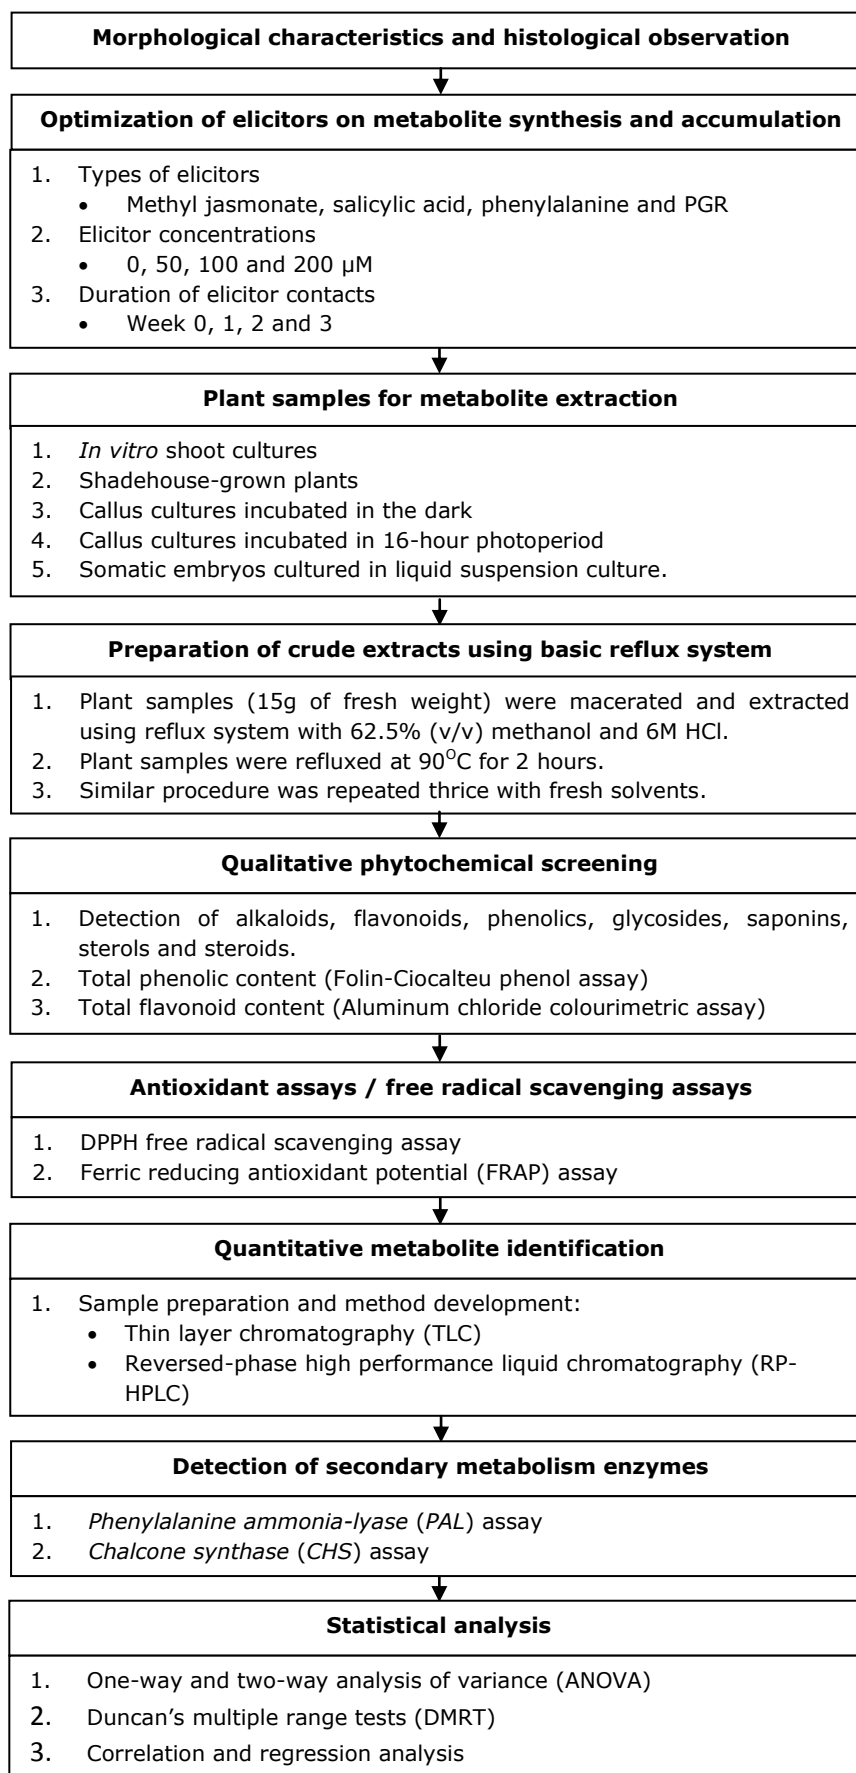 Morphological characteristics and histological observation
Optimization of elicitors on metabolite synthesis and accumulation
1. Types of elicitors
• Methyl jasmonate, salicylic acid, phenylalanine and PGR
2. Elicitor concentrations
• 0, 50, 100 and 200 µM
3. Duration of elicitor contacts
• Week 0, 1, 2 and 3
Plant samples for metabolite extraction
1. In vitro shoot cultures
2. Shadehouse-grown plants
3. Callus cultures incubated in the dark
4. Callus cultures incubated in 16-hour photoperiod
5. Somatic embryos cultured in liquid suspension culture.
Preparation of crude extracts using basic reflux system
1. Plant samples (15g of fresh weight) were macerated and extracted
using reflux system with 62.5% (v/v) methanol and 6M HCl.
2. Plant samples were refluxed at 90OC for 2 hours.
3. Similar procedure was repeated thrice with fresh solvents.
Qualitative phytochemical screening
1. Detection of alkaloids, flavonoids, phenolics, glycosides, saponins,
sterols and steroids.
2. Total phenolic content (Folin-Ciocalteu phenol assay)
3. Total flavonoid content (Aluminum chloride colourimetric assay)
Antioxidant assays / free radical scavenging assays
1. DPPH free radical scavenging assay
2. Ferric reducing antioxidant potential (FRAP) assay
Quantitative metabolite identification
1. Sample preparation and method development:
• Thin layer chromatography (TLC)
• Reversed-phase high performance liquid chromatography (RP-
HPLC)
Detection of secondary metabolism enzymes
1. Phenylalanine ammonia-lyase (PAL) assay
2. Chalcone synthase (CHS) assay
Statistical analysis
1. One-way and two-way analysis of variance (ANOVA)
2. Duncan's multiple range tests (DMRT)
3. Correlation and regression analysis